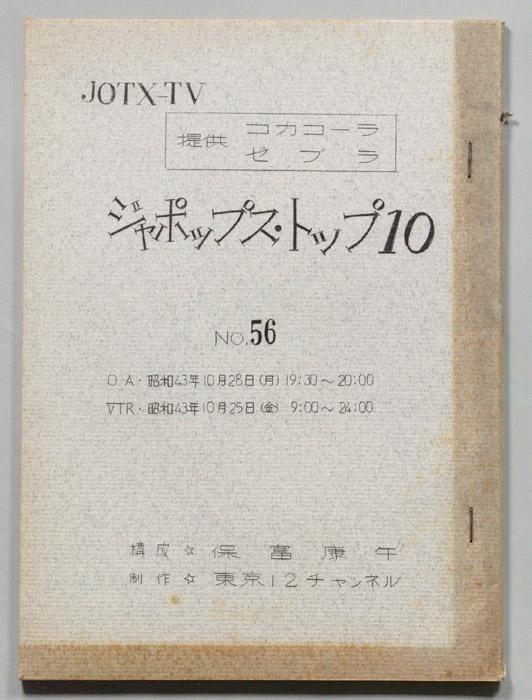 JOTX-TV
提供 コカコーラ
ゼブラ
ジャポップス・トップ10
NO.56
O.A・昭和43年10月28日(月) 19:30～20:00
VTR・昭和43年10月25日(金) 9:00～24:00
構成☆保富康午
制作☆東京12チャンネル